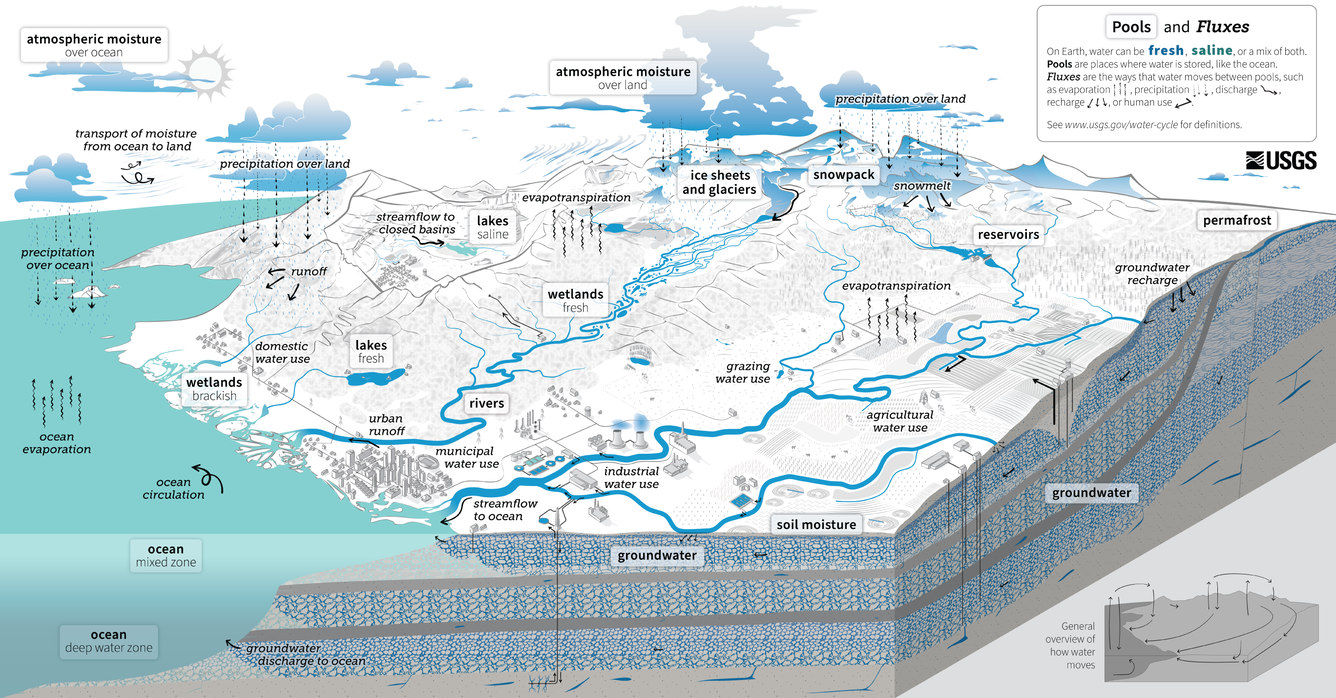 atmospheric moisture
over ocean
transport of moisture
from ocean to land
precipitation over land
precipitation
over ocean
atmospheric moisture
over land
precipitation over land
Pools and Fluxes
On Earth, water can be fresh, saline, or a mix of both.
Pools are places where water is stored, like the ocean.
Fluxes are the ways that water moves between pools, such
as evaporation, precipitation, discharge,
recharge, or human use.
See www.usgs.gov/water-cycle for definitions.
USGS
ice sheets
and glaciers
snowpack
snowmelt
evapotranspiration
streamflow to
closed basins
lakes
saline
reservoirs
permafrost
groundwater
recharge
runoff
wetlands
fresh
evapotranspiration
domestic
water use
lakes
fresh
grazing
water use
wetlands
brackish
rivers
agricultural
water use
urban
runoff
ocean
evaporation
municipal
water use
industrial
water use
ocean
circulation
streamflow
to ocean
soil moisture
groundwater
groundwater
ocean
mixed zone
ocean
deep water zone
groundwater
discharge to ocean
General
overview of
how water
moves